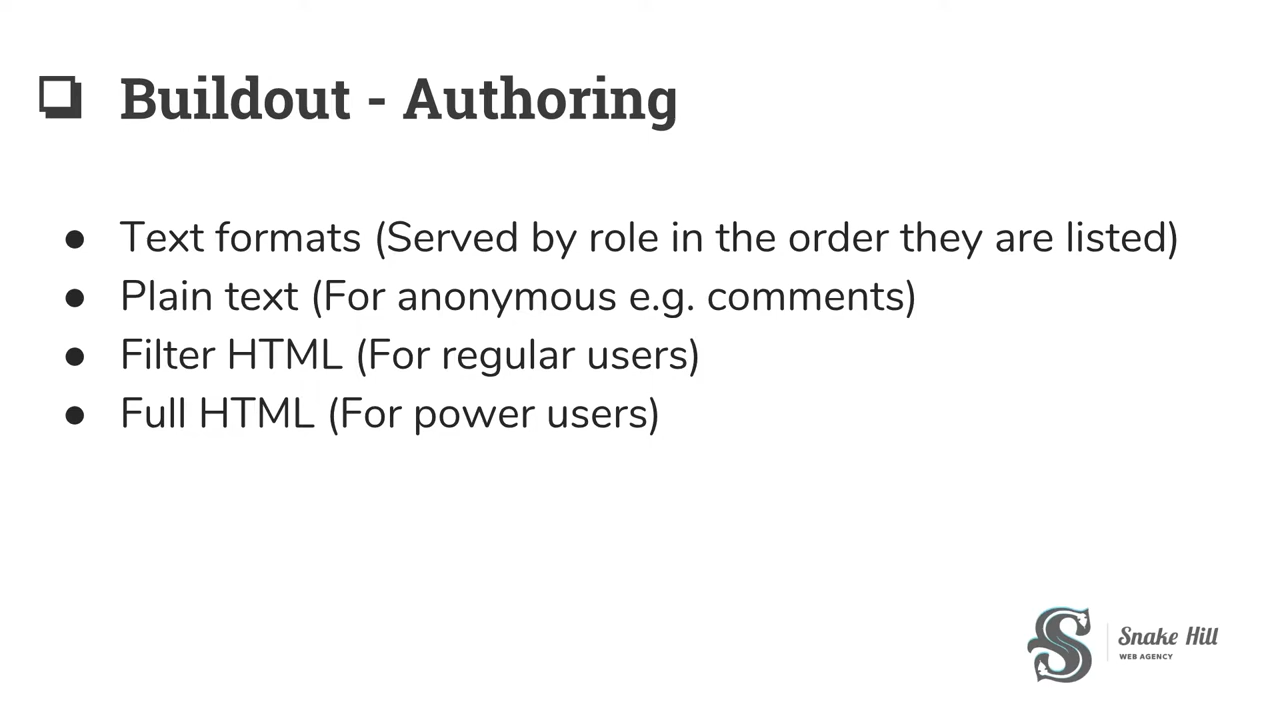 ❏ Buildout - Authoring
● Text formats (Served by role in the order they are listed)
● Plain text (For anonymous e.g. comments)
● Filter HTML (For regular users)
● Full HTML (For power users)
S
Snake Hill
WEB AGENCY